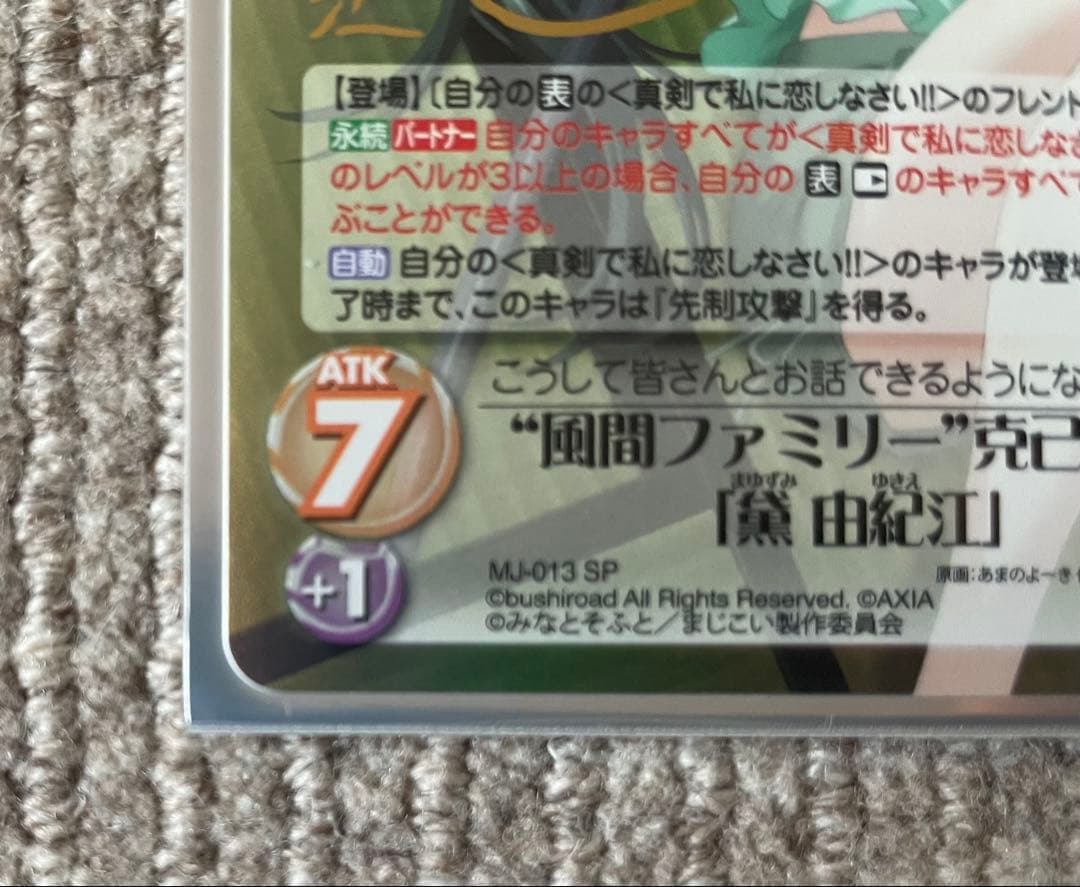 江
【登場】〔自分の表の<真剣で私に恋しなさい!!>のフレンド
永続 パートナー 自分のキャラすべてが<真剣で私に恋しなさ
のレベルが3以上の場合、自分の 表 のキャラすべて
ぶことができる。
自動 自分の<真剣で私に恋しなさい!!>のキャラが登場
了時まで、このキャラは『先制攻撃』を得る。
ATK
7
こうして皆さんとお話できるようにな
“風間ファミリー”克己
まゆずみ ゆきえ
「黛 由紀江」
+1
MJ-013 SP
原画:あまのよーき
©bushiroad All Rights Reserved. ©AXIA
©みなとそふと／まじこい製作委員会